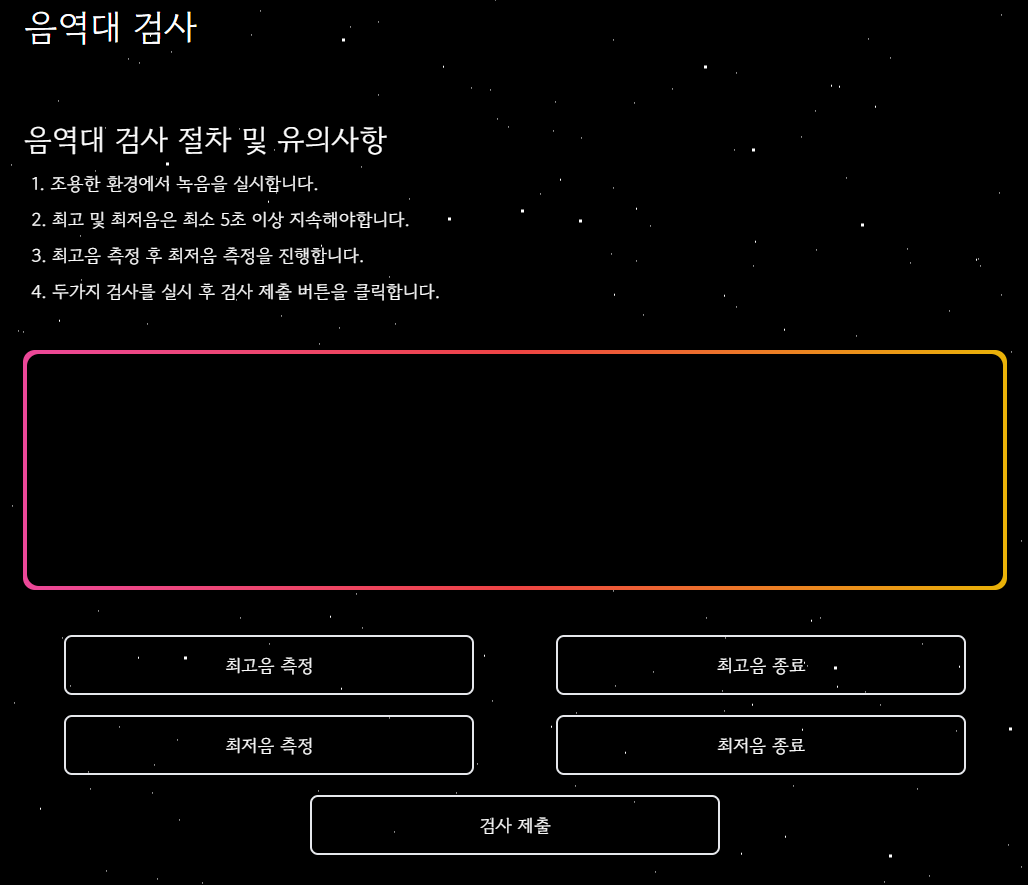 음역대 검사
음역대 검사 절차 및 유의사항
1. 조용한 환경에서 녹음을 실시합니다.
2. 최고 및 최저음은 최소 5초 이상 지속해야합니다.
3. 최고음 측정 후 최저음 측정을 진행합니다.
4. 두가지 검사를 실시 후 검사 제출 버튼을 클릭합니다.
최고음 측정
최고음 종료
최저음 측정
최저음 종료
검사 제출